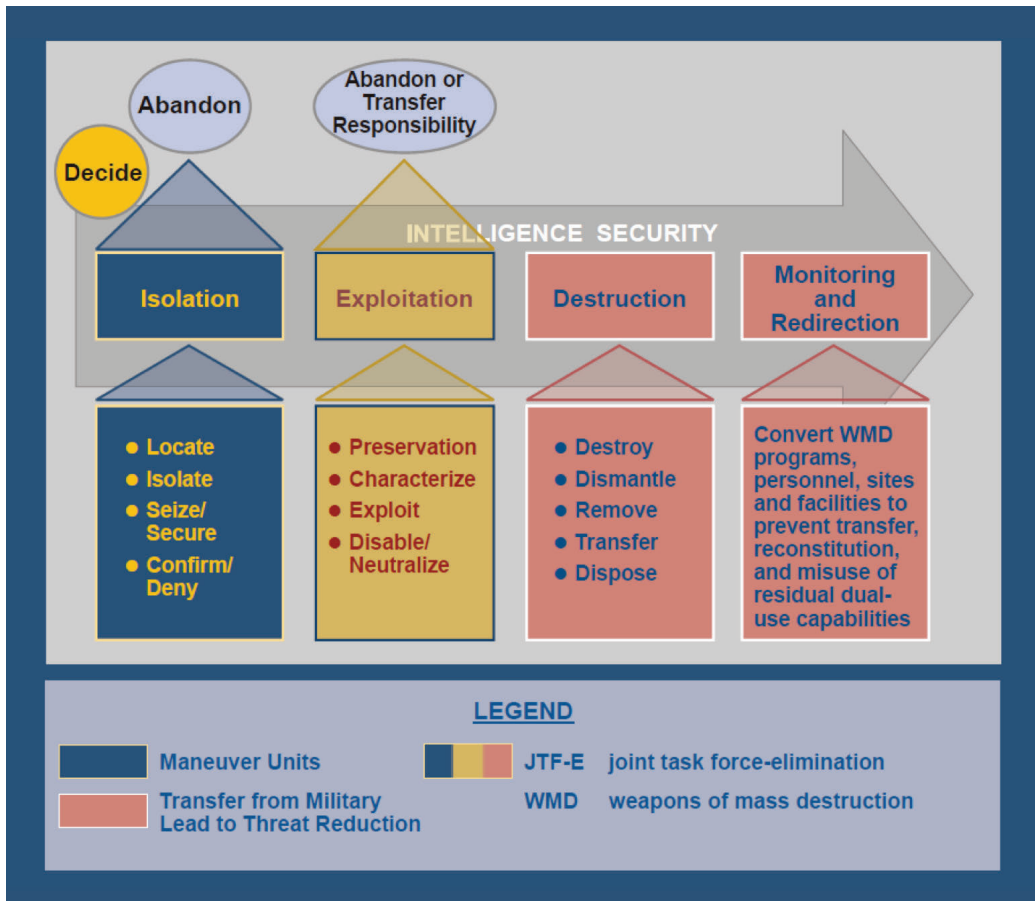 Abandon
Abandon or
Transfer
Responsibility
Decide
INTELLIGENCE SECURITY
Isolation
Exploitation
Destruction
Monitoring
and
Redirection
● Locate
● Isolate
● Seize/
Secure
● Confirm/
Deny
● Preservation
● Characterize
● Exploit
● Disable/
Neutralize
● Destroy
● Dismantle
● Remove
● Transfer
● Dispose
Convert WMD
programs,
personnel, sites
and facilities to
prevent transfer,
reconstitution,
and misuse of
residual dual-
use capabilities
LEGEND
Maneuver Units
Transfer from Military
Lead to Threat Reduction
JTF-E joint task force-elimination
WMD weapons of mass destruction